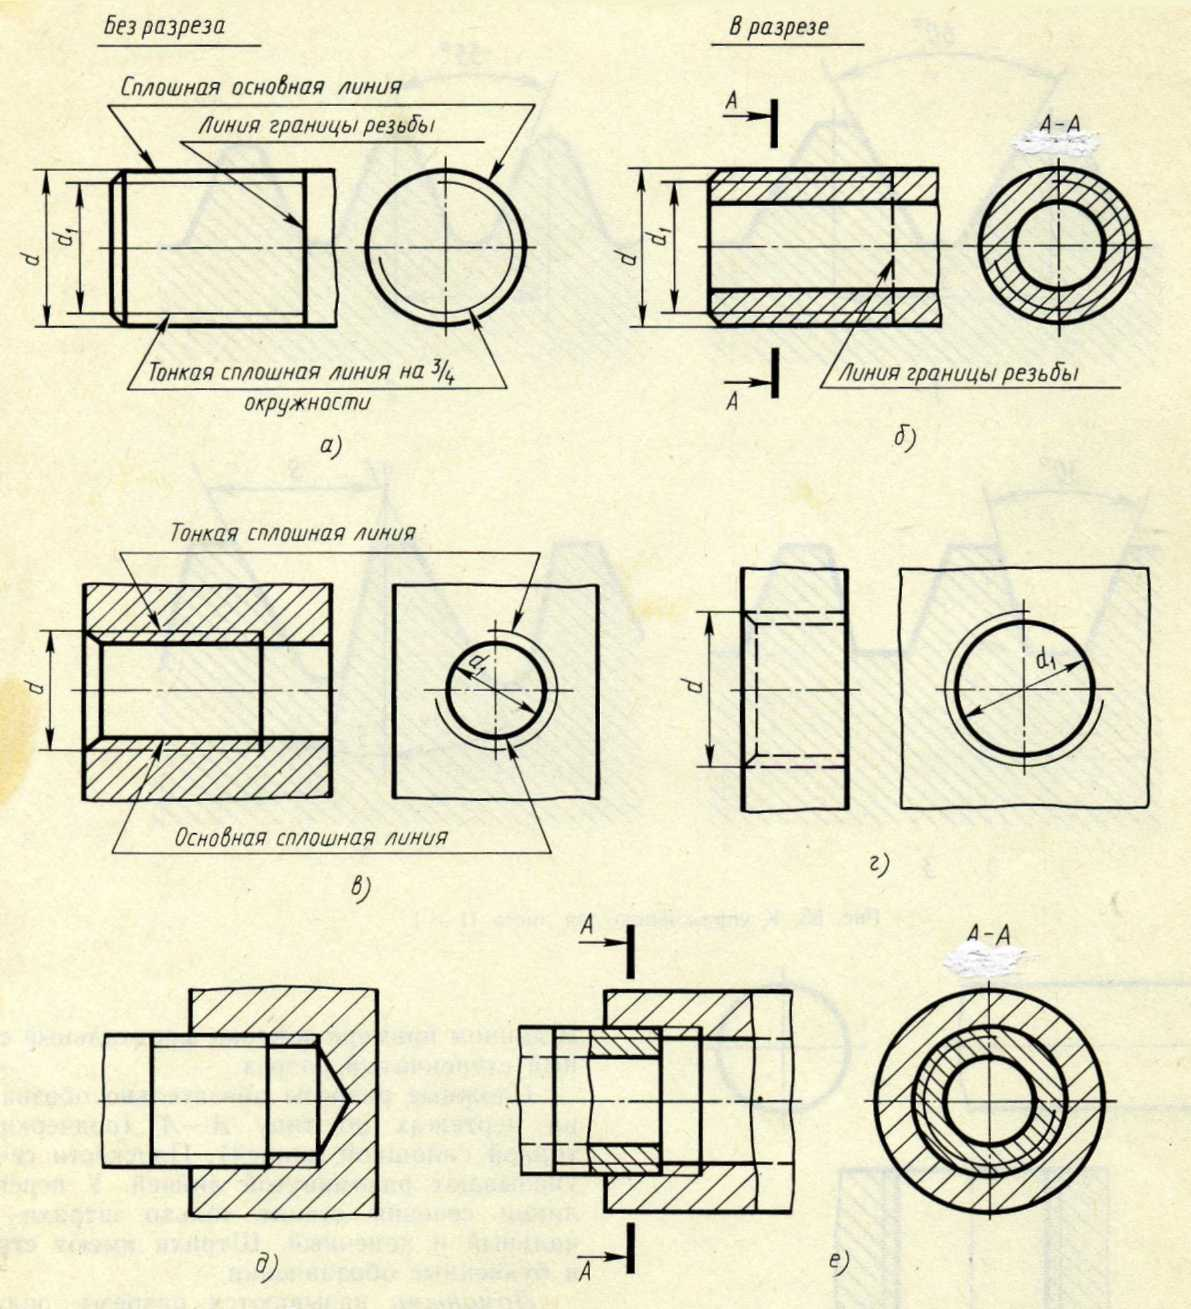 Без разреза
В разрезе
Сплошная основная линия
Линия границы резьбы
А
А-А
d
d₁
d
d₁
Тонкая сплошная линия на 3/4
окружности
Линия границы резьбы
А
а)
б)
Тонкая сплошная линия
d
d₁
d
d₁
Основная сплошная линия
в)
г)
А
А-А
А
д)
е)